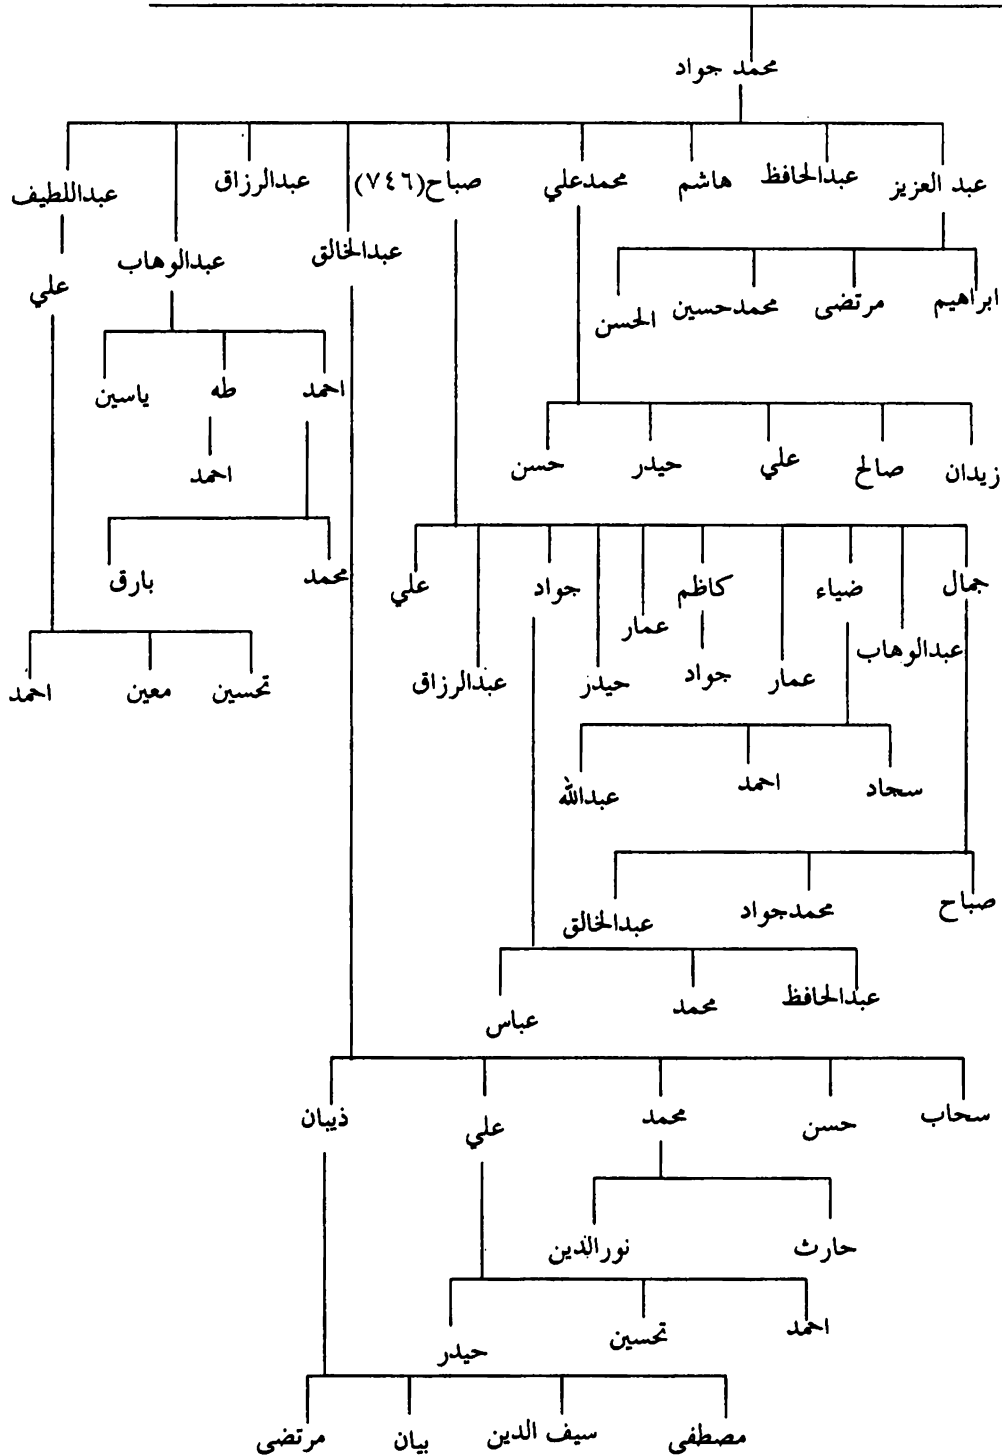 محمد جواد
عبد العزيز عبدالحافظ هاشم محمدعلي صباح(٧٤٦) عبدالرزاق عبداللطيف
عبدالخالق عبدالوهاب علي
ابراهيم مرتضى محمدحسين الحسن
احمد طه ياسين
زيدان صالح علي حيدر حسن
احمد
جمال ضياء كاظم جواد علي محمد بارق
عبدالوهاب عمار
عمار جواد حيدر عبدالرزاق تحسين معين احمد
سجاد احمد عبدالله
صباح محمدجواد عبدالخالق
عبدالحافظ محمد عباس
سحاب حسن محمد علي ذيبان
حارث نورالدين
احمد تحسين حيدر
مصطفى سيف الدين بيان مرتضى